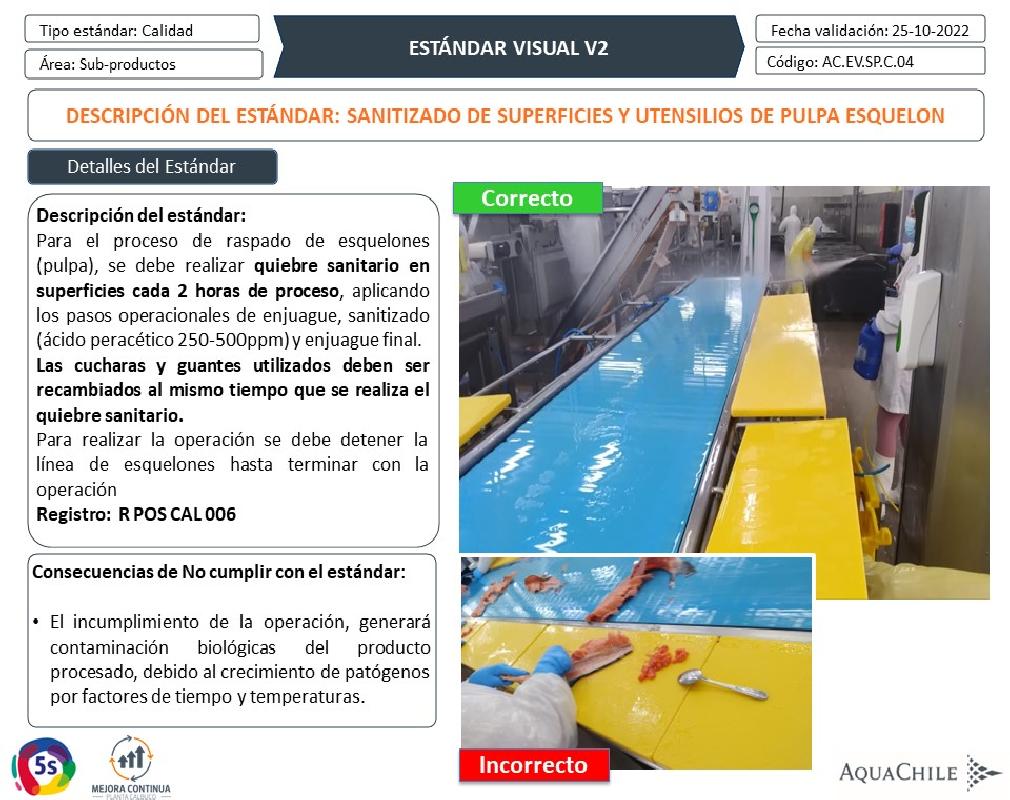 Tipo estándar: Calidad
Área: Sub-productos
ESTÁNDAR VISUAL V2
Fecha validación: 25-10-2022
Código: AC.EV.SP.C.04
DESCRIPCIÓN DEL ESTÁNDAR: SANITIZADO DE SUPERFICIES Y UTENSILIOS DE PULPA ESQUELON
Detalles del Estándar
Descripción del estándar:
Para el proceso de raspado de esquelones
(pulpa), se debe realizar quiebre sanitario en
superficies cada 2 horas de proceso, aplicando
los pasos operacionales de enjuague, sanitizado
(ácido peracético 250-500ppm) y enjuague final.
Las cucharas y guantes utilizados deben ser
recambiados al mismo tiempo que se realiza el
quiebre sanitario.
Para realizar la operación se debe detener la
línea de esquelones hasta terminar con la
operación
Registro: R POS CAL 006
Consecuencias de No cumplir con el estándar:
• El incumplimiento de la operación, generará
contaminación biológicas del producto
procesado, debido al crecimiento de patógenos
por factores de tiempo y temperaturas.
Correcto
Incorrecto
5s
MEJORA CONTINUA
PLANTA CALBUCO
AQUACHILE